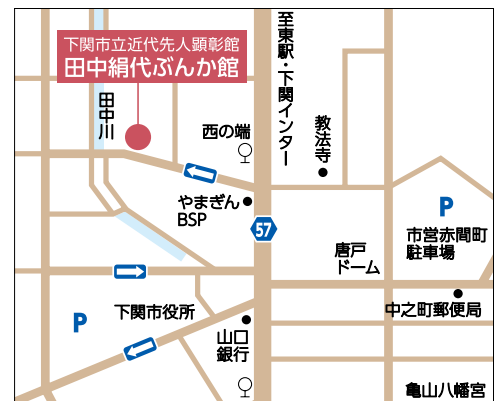 下関市立近代先人顕彰館
田中絹代ぶんか館
至東駅・下関インター
田中川
西の端
教法寺
やまぎん
BSP
57
P
市営赤間町
駐車場
唐戸
ドーム
下関市役所
P
中之町郵便局
山口
銀行
亀山八幡宮